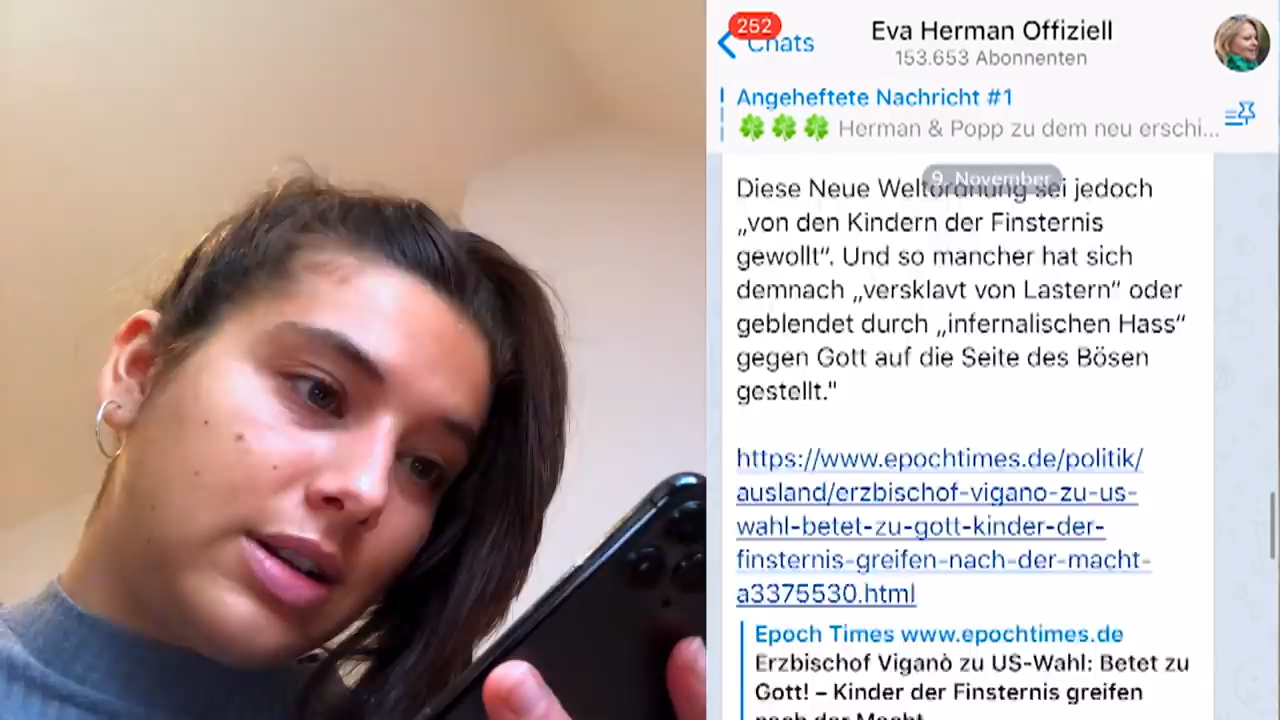 252
Chats
Eva Herman Offiziell
153.653 Abonnenten
Angeheftete Nachricht #1
Herman & Popp zu dem neu erschi...
9. November
Diese Neue Weltordnung sei jedoch
„von den Kindern der Finsternis
gewollt“. Und so mancher hat sich
demnach „versklavt von Lastern“ oder
geblendet durch „infernalischen Hass“
gegen Gott auf die Seite des Bösen
gestellt."
https://www.epochtimes.de/politik/
ausland/erzbischof-vigano-zu-us-
wahl-betet-zu-gott-kinder-der-
finsternis-greifen-nach-der-macht-
a3375530.html
Epoch Times www.epochtimes.de
Erzbischof Viganò zu US-Wahl: Betet zu
Gott! – Kinder der Finsternis greifen
nach der Macht